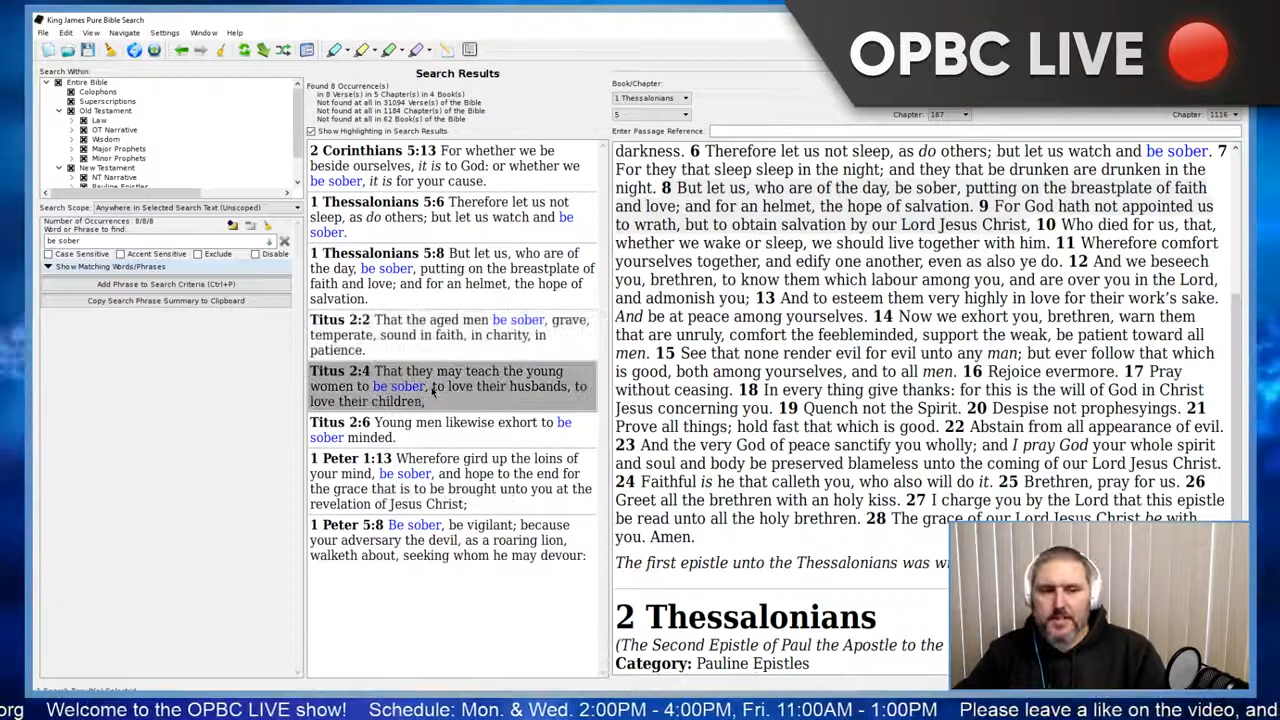 King James Pure Bible Search
OPBC LIVE
File Edit View Navigate Settings Window Help
Search Within:
Entire Bible
Colophons
Superscriptions
Old Testament
Law
OT Narrative
Wisdom
Major Prophets
Minor Prophets
New Testament
NT Narrative
Pauline Epistles
Search Scope: Anywhere in Selected Search Text (Unscoped)
Number of Occurrences: 8/8/8
Word or Phrase to find:
be sober
Case Sensitive Accent Sensitive Exclude Disable
Show Matching Words/Phrases
Add Phrase to Search Criteria (Ctrl+P)
Copy Search Phrase Summary to Clipboard
Search Results
Found 8 Occurrence(s)
in 8 Verse(s) in 5 Chapter(s) in 4 Book(s)
Not found at all in 31094 Verse(s) of the Bible
Not found at all in 1184 Chapter(s) of the Bible
Not found at all in 62 Book(s) of the Bible
Show Highlighting in Search Results
2 Corinthians 5:13 For whether we be
beside ourselves, it is to God: or whether we
be sober, it is for your cause.
1 Thessalonians 5:6 Therefore let us not
sleep, as do others; but let us watch and be
sober.
1 Thessalonians 5:8 But let us, who are of
the day, be sober, putting on the breastplate of
faith and love; and for an helmet, the hope of
salvation.
Titus 2:2 That the aged men be sober, grave,
temperate, sound in faith, in charity, in
patience.
Titus 2:4 That they may teach the young
women to be sober, to love their husbands, to
love their children,
Titus 2:6 Young men likewise exhort to be
sober minded.
1 Peter 1:13 Wherefore gird up the loins of
your mind, be sober, and hope to the end for
the grace that is to be brought unto you at the
revelation of Jesus Christ;
1 Peter 5:8 Be sober, be vigilant; because
your adversary the devil, as a roaring lion,
walketh about, seeking whom he may devour:
Book/Chapter:
1 Thessalonians
5 Chapter: 187 Chapter: 1116
Enter Passage Reference:
darkness. 6 Therefore let us not sleep, as do others; but let us watch and be sober. 7
For they that sleep sleep in the night; and they that be drunken are drunken in the
night. 8 But let us, who are of the day, be sober, putting on the breastplate of faith
and love; and for an helmet, the hope of salvation. 9 For God hath not appointed us
to wrath, but to obtain salvation by our Lord Jesus Christ, 10 Who died for us, that,
whether we wake or sleep, we should live together with him. 11 Wherefore comfort
yourselves together, and edify one another, even as also ye do. 12 And we beseech
you, brethren, to know them which labour among you, and are over you in the Lord,
and admonish you; 13 And to esteem them very highly in love for their work’s sake.
And be at peace among yourselves. 14 Now we exhort you, brethren, warn them
that are unruly, comfort the feebleminded, support the weak, be patient toward all
men. 15 See that none render evil for evil unto any man; but ever follow that which
is good, both among yourselves, and to all men. 16 Rejoice evermore. 17 Pray
without ceasing. 18 In every thing give thanks: for this is the will of God in Christ
Jesus concerning you. 19 Quench not the Spirit. 20 Despise not prophesyings. 21
Prove all things; hold fast that which is good. 22 Abstain from all appearance of evil.
23 And the very God of peace sanctify you wholly; and I pray God your whole spirit
and soul and body be preserved blameless unto the coming of our Lord Jesus Christ.
24 Faithful is he that calleth you, who also will do it. 25 Brethren, pray for us. 26
Greet all the brethren with an holy kiss. 27 I charge you by the Lord that this epistle
be read unto all the holy brethren. 28 The grace of our Lord Jesus Christ be with
you. Amen.
The first epistle unto the Thessalonians was
2 Thessalonians
(The Second Epistle of Paul the Apostle to the
Category: Pauline Epistles
org Welcome to the OPBC LIVE show! Schedule: Mon. & Wed. 2:00PM - 4:00PM, Fri. 11:00AM - 1:00PM Please leave a like on the video, and